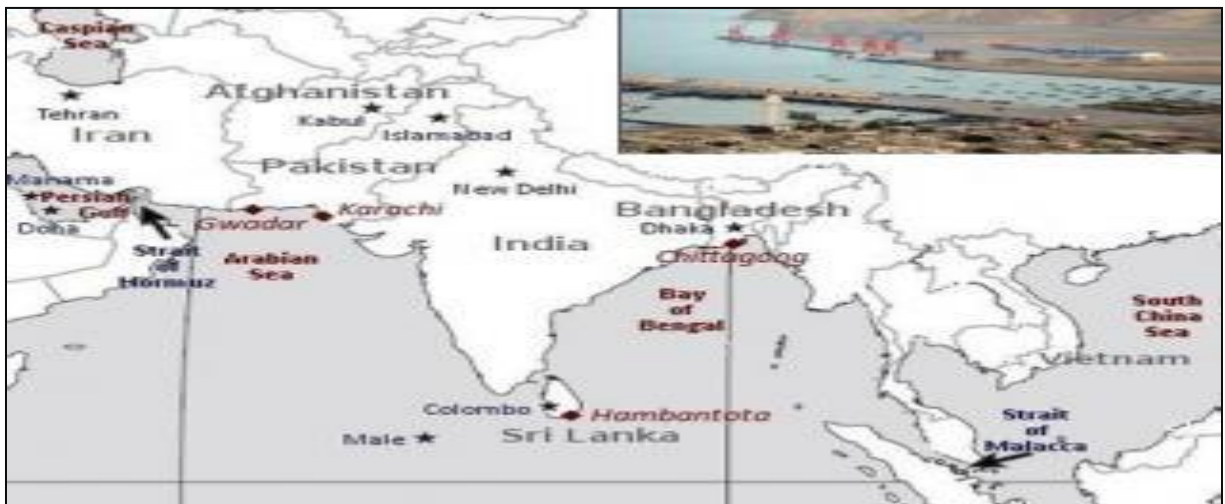 Caspian
Sea
Tehran
Iran
Afghanistan
Kabul
Islamabad
Pakistan
New Delhi
Manama
Persian
Gulf
Doha
Strait
of
Hormuz
Gwadar
Karachi
Arabian
Sea
India
Bangladesh
Dhaka
Chittagong
Bay
of
Bengal
South
China
Sea
Vietnam
Colombo
Hambantota
Male
Sri Lanka
Strait
of
Malacca